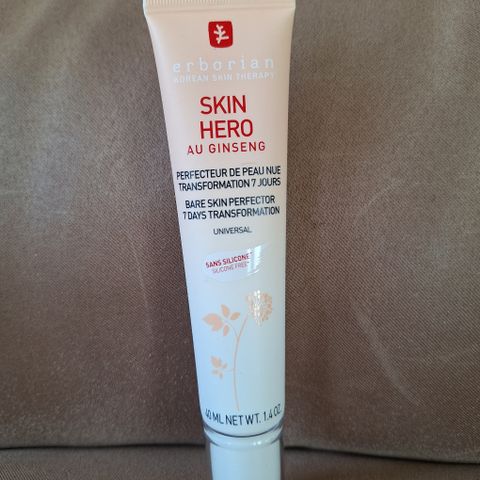 erborian
KOREAN SKIN THERAPY
SKIN
HERO
AU GINSENG
PERFECTEUR DE PEAU NUE
TRANSFORMATION 7 JOURS
BARE SKIN PERFECTOR
7 DAYS TRANSFORMATION
UNIVERSAL
SANS SILICONE
SILICONE FREE
40 ML NET WT. 1.4 OZ.